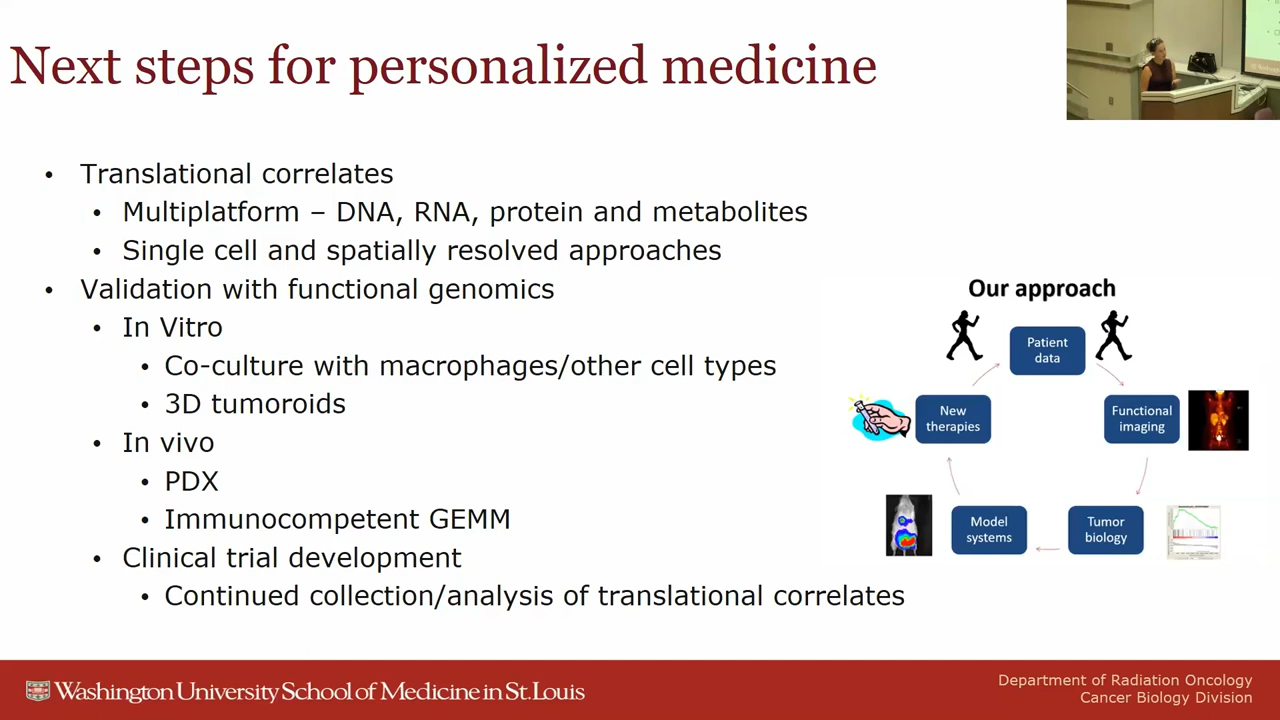 Next steps for personalized medicine
• Translational correlates
• Multiplatform – DNA, RNA, protein and metabolites
• Single cell and spatially resolved approaches
• Validation with functional genomics
• In Vitro
• Co-culture with macrophages/other cell types
• 3D tumoroids
• In vivo
• PDX
• Immunocompetent GEMM
• Clinical trial development
• Continued collection/analysis of translational correlates
Our approach
Patient
data
Functional
imaging
Tumor
biology
Model
systems
New
therapies
Washington University School of Medicine in St. Louis
Department of Radiation Oncology
Cancer Biology Division